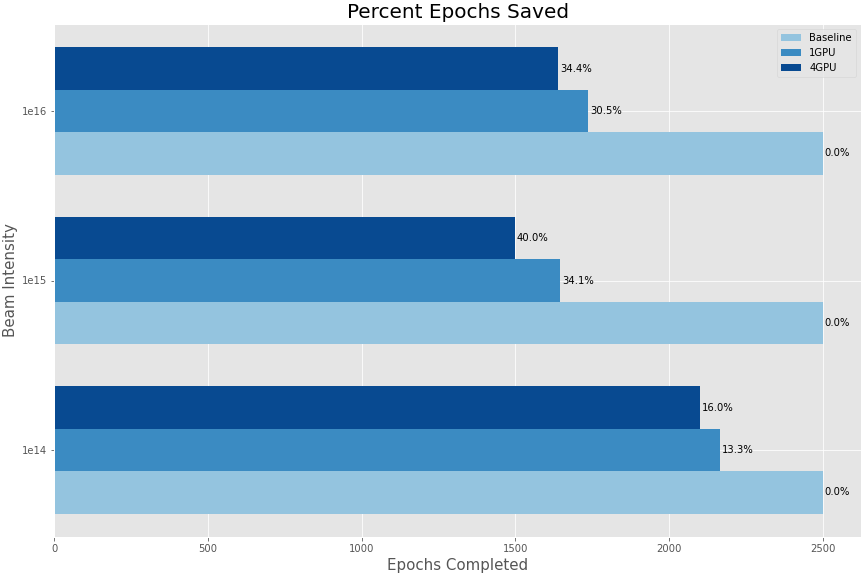 Percent Epochs Saved
Baseline
1GPU
4GPU
34.4%
1e16
30.5%
0.0%
40.0%
1e15
34.1%
0.0%
16.0%
1e14
13.3%
0.0%
Beam Intensity
0 500 1000 1500 2000 2500
Epochs Completed